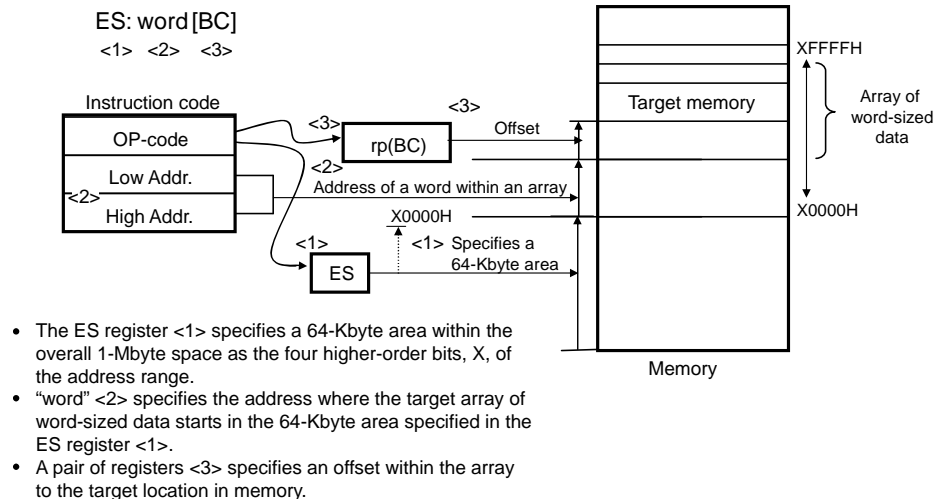 ES: word [BC]
<1> <2> <3>
Instruction code
OP-code
Low Addr.
<2>
High Addr.
<3>
rp(BC)
<3>
Offset
<2>
Address of a word within an array
X0000H
<1>
ES
<1> Specifies a
64-Kbyte area
Target memory
XFFFFH
Array of
word-sized
data
X0000H
Memory
• The ES register <1> specifies a 64-Kbyte area within the
overall 1-Mbyte space as the four higher-order bits, X, of
the address range.
• “word” <2> specifies the address where the target array of
word-sized data starts in the 64-Kbyte area specified in the
ES register <1>.
• A pair of registers <3> specifies an offset within the array
to the target location in memory.